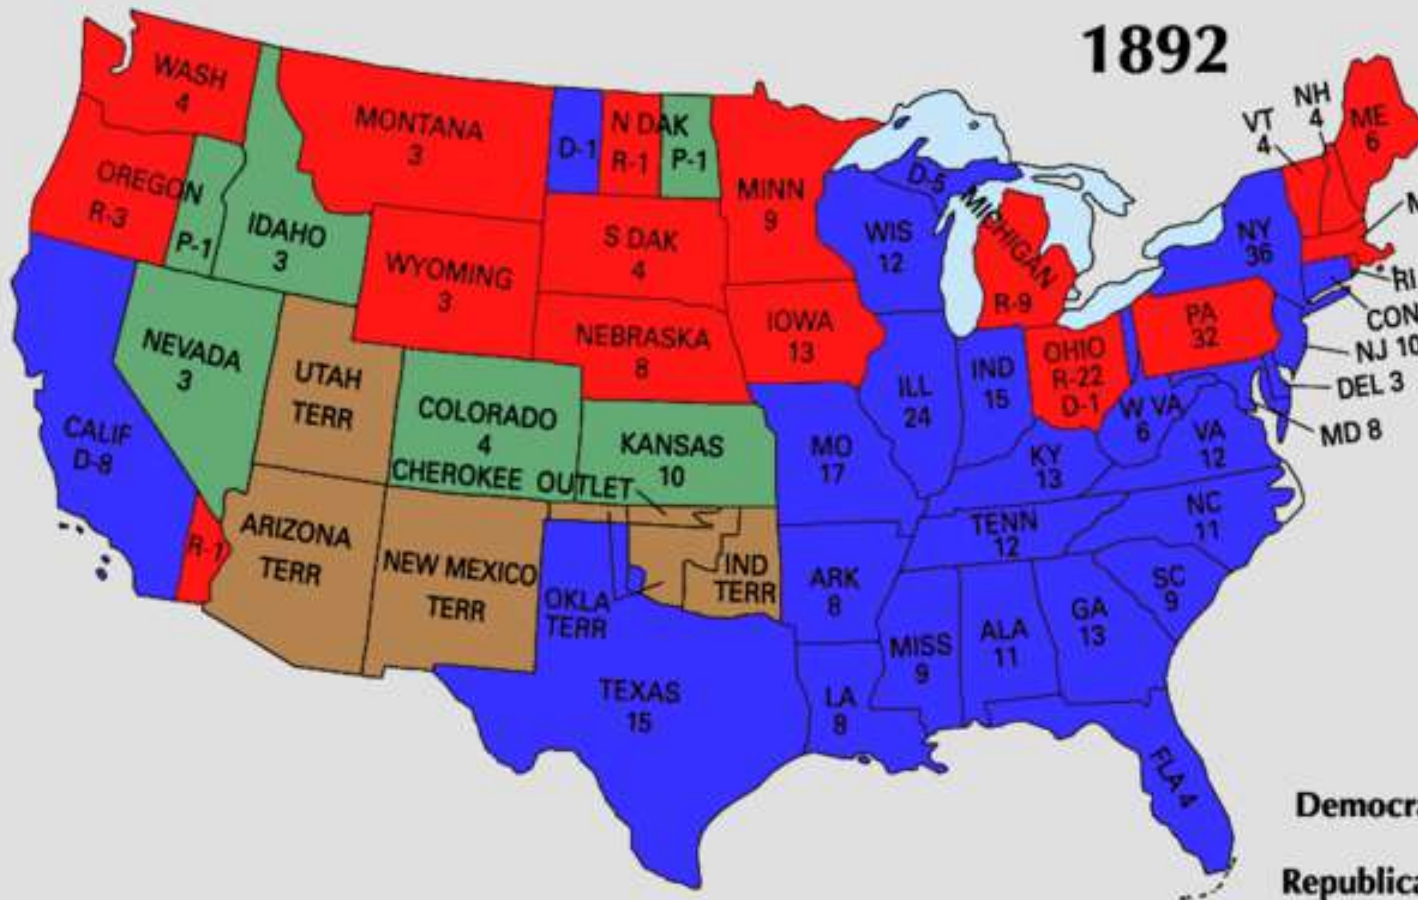 1892
WASH
4
OREGON
R-3
P-1
CALIF
D-8
R-1
NEVADA
3
IDAHO
3
MONTANA
3
WYOMING
3
UTAH
TERR
ARIZONA
TERR
COLORADO
4
NEW MEXICO
TERR
D-1
N DAK
R-1
P-1
S DAK
4
NEBRASKA
8
KANSAS
10
CHEROKEE OUTLET
OKLA
TERR
IND
TERR
TEXAS
15
MINN
9
IOWA
13
MO
17
ARK
8
LA
8
WIS
12
D-5
MICHIGAN
R-9
ILL
24
IND
15
OHIO
R-22
D-1
KY
13
TENN
12
MISS
9
ALA
11
GA
13
FLA 4
SC
9
NC
11
VA
12
W VA
6
PA
32
NY
36
VT
4
NH
4
ME
6
M
RI
CON
NJ 10
DEL 3
MD 8
Democra
Republica